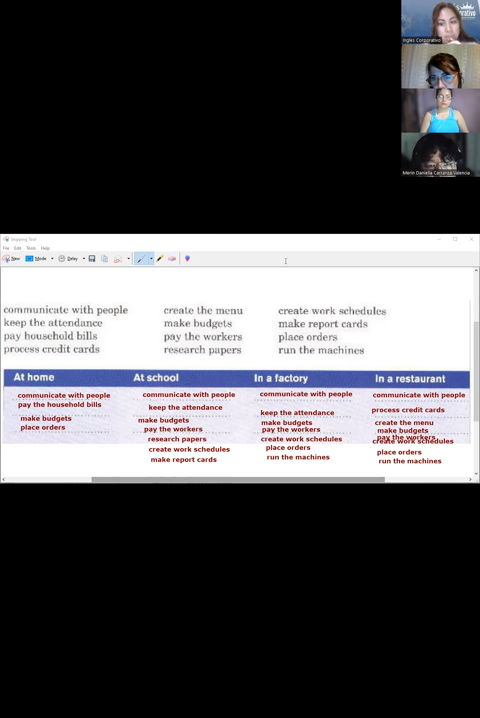 Inglés Corporativo
Merin Daniella Carranza Valencia
Snipping Tool
File Edit Tools Help
New Mode Delay
communicate with people create the menu create work schedules
keep the attendance make budgets make report cards
pay household bills pay the workers place orders
process credit cards research papers run the machines
At home At school In a factory In a restaurant
communicate with people
pay the household bills
make budgets
place orders
communicate with people
keep the attendance
make budgets
pay the workers
research papers
create work schedules
make report cards
communicate with people
keep the attendance
make budgets
pay the workers
create work schedules
place orders
run the machines
communicate with people
process credit cards
create the menu
make budgets
pay the workers
create work schedules
place orders
run the machines